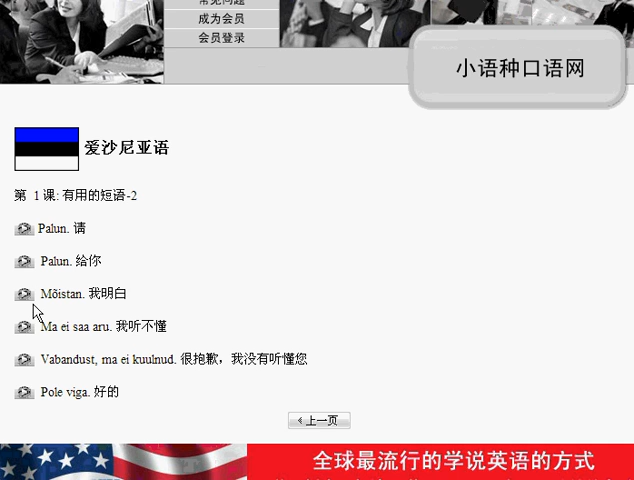 常见问题
成为会员
会员登录
小语种口语网
爱沙尼亚语
第 1 课: 有用的短语-2
Palun. 请
Palun. 给你
Mõistan. 我明白
Ma ei saa aru. 我听不懂
Vabandust, ma ei kuulnud. 很抱歉，我没有听懂您
Pole viga. 好的
上一页
全球最流行的学说英语的方式